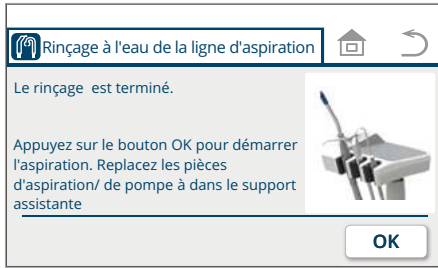 Rinçage à l'eau de la ligne d'aspiration
Le rinçage est terminé.
Appuyez sur le bouton OK pour démarrer
l'aspiration. Replacez les pièces
d'aspiration/ de pompe à dans le support
assistante
OK